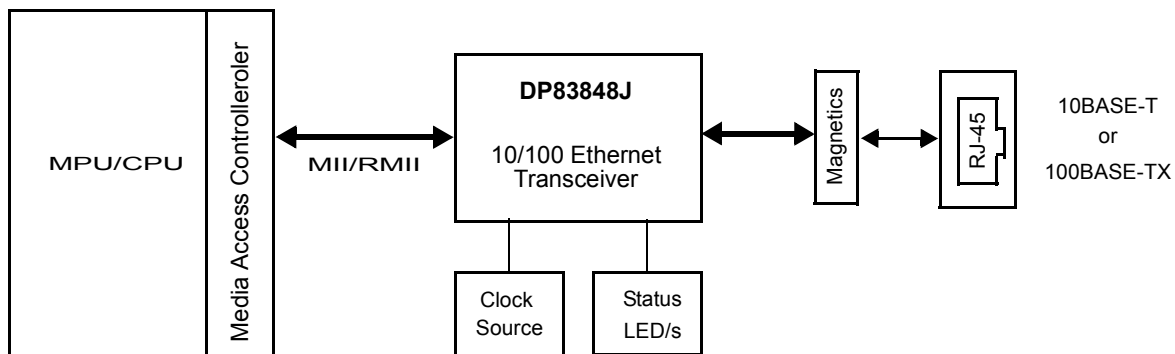 MPU/CPU
Media Access Controlleroler
MII/RMII
DP83848J
10/100 Ethernet
Transceiver
Magnetics
RJ-45
10BASE-T
or
100BASE-TX
Clock
Source
Status
LED/s